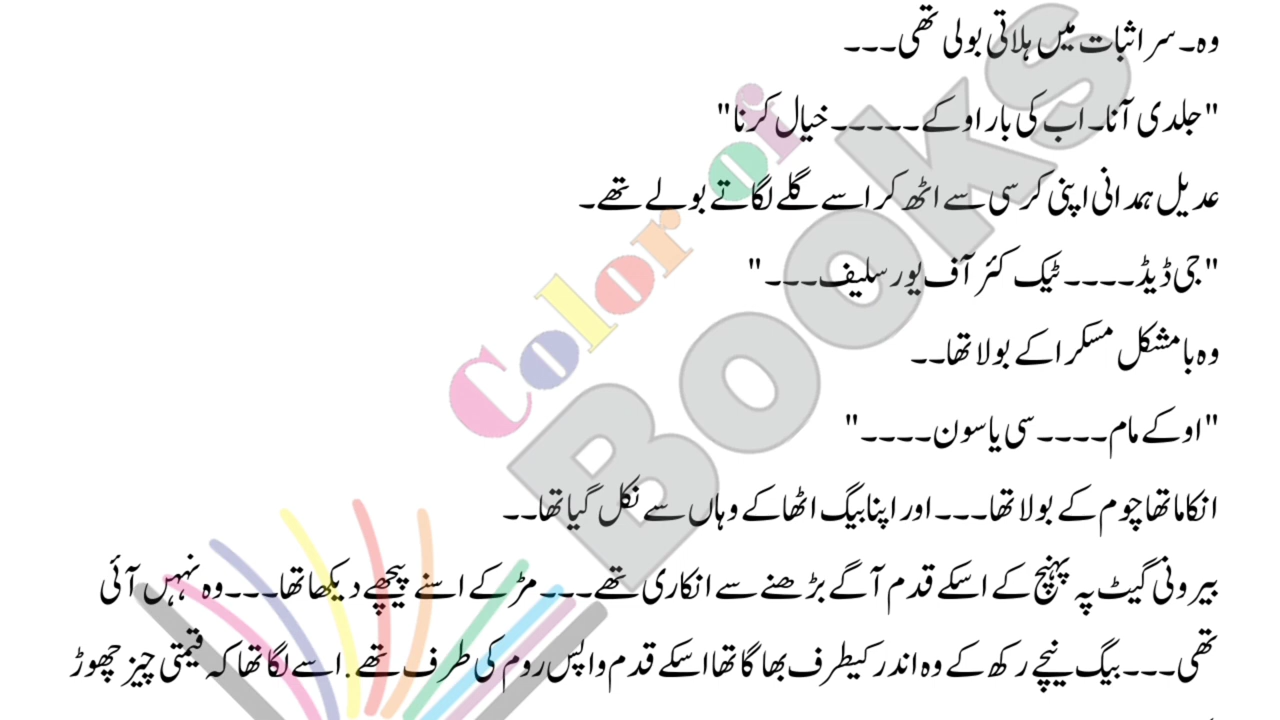 وہ۔سر اثبات میں ہلاتی بولی تھی۔۔۔
"جلدی آنا۔اب کی بار اوکے۔۔۔۔۔خیال کرنا"
عدیل ہمدانی اپنی کرسی سے اٹھ کر اسے گلے لگاتے بولے تھے۔
"جی ڈیڈ۔۔۔۔ٹیک کئر آف یور سلیف۔۔۔"
وہ بامشکل مسکرا کے بولا تھا۔۔
"اوکے مام۔۔۔۔سی یا سون۔۔۔۔"
انکا ماتھا چوم کے بولا تھا۔۔۔اور اپنا بیگ اٹھا کے وہاں سے نکل گیا تھا۔۔
بیرونی گیٹ پہ پہنچ کے اسکے قدم آگے بڑھنے سے انکاری تھے۔۔۔مڑ کے اسنے پیچھے دیکھا تھا۔۔۔وہ نہیں آئی
تھی۔۔۔بیگ نیچے رکھ کے وہ اندر کیطرف بھاگا تھا اسکے قدم واپس روم کی طرف تھے.اسے لگا تھا کہ قیمتی چیز چھوڑ
Color of
Books